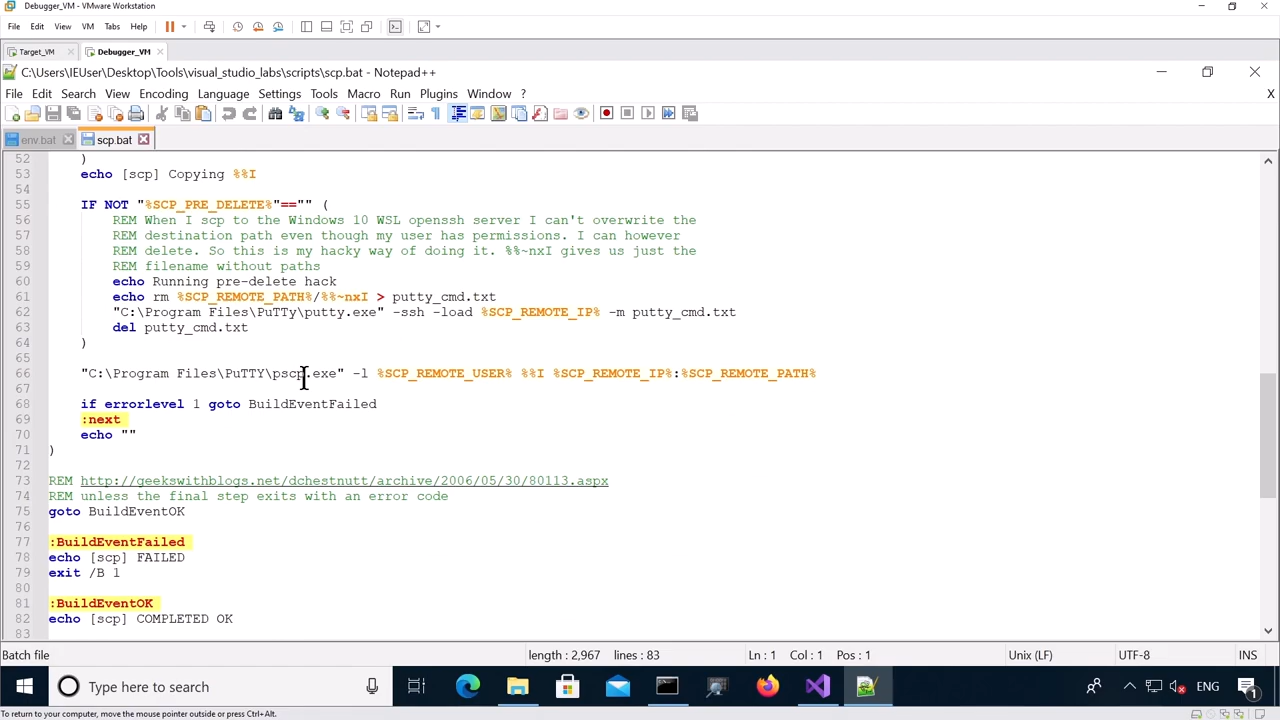 Debugger_VM - VMware Workstation
File Edit View VM Tabs Help
Target_VM Debugger_VM
C:\Users\IEUser\Desktop\Tools\visual_studio_labs\scripts\scp.bat - Notepad++
File Edit Search View Encoding Language Settings Tools Macro Run Plugins Window ? X
env.bat scp.bat
52 )
53 echo [scp] Copying %%I
54
55 IF NOT "%SCP_PRE_DELETE%"=="" (
56 REM When I scp to the Windows 10 WSL openssh server I can't overwrite the
57 REM destination path even though my user has permissions. I can however
58 REM delete. So this is my hacky way of doing it. %%~nxI gives us just the
59 REM filename without paths
60 echo Running pre-delete hack
61 echo rm %SCP_REMOTE_PATH%/%%~nxI > putty_cmd.txt
62 "C:\Program Files\PuTTy\putty.exe" -ssh -load %SCP_REMOTE_IP% -m putty_cmd.txt
63 del putty_cmd.txt
64 )
65
66 "C:\Program Files\PuTTY\pscp.exe" -l %SCP_REMOTE_USER% %%I %SCP_REMOTE_IP%:%SCP_REMOTE_PATH%
67
68 if errorlevel 1 goto BuildEventFailed
69 :next
70 echo ""
71 )
72
73 REM http://geekswithblogs.net/dchestnutt/archive/2006/05/30/80113.aspx
74 REM unless the final step exits with an error code
75 goto BuildEventOK
76
77 :BuildEventFailed
78 echo [scp] FAILED
79 exit /B 1
80
81 :BuildEventOK
82 echo [scp] COMPLETED OK
83
Batch file length : 2,967 lines : 83 Ln : 1 Col : 1 Pos : 1 Unix (LF) UTF-8 INS
Type here to search ENG 1
To return to your computer, move the mouse pointer outside or press Ctrl+Alt.